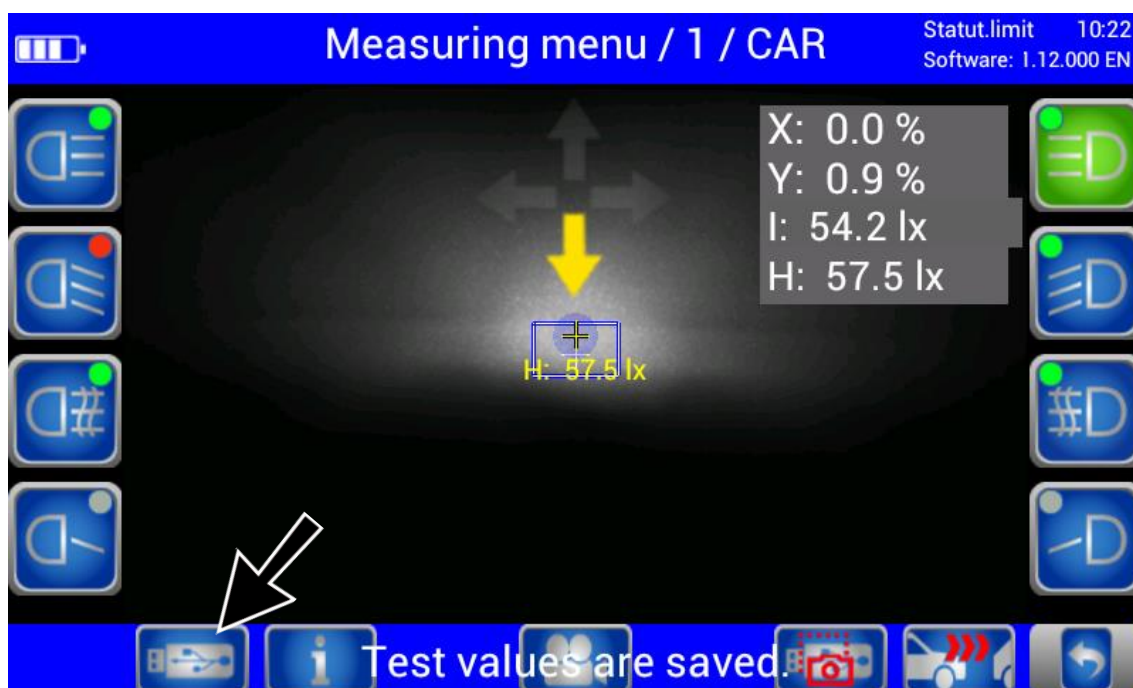 Measuring menu / 1 / CAR
Statut.limit 10:22
Software: 1.12.000 EN
X: 0.0 %
Y: 0.9 %
I: 54.2 lx
H: 57.5 lx
H: 57.5 lx
i
Test values are saved.